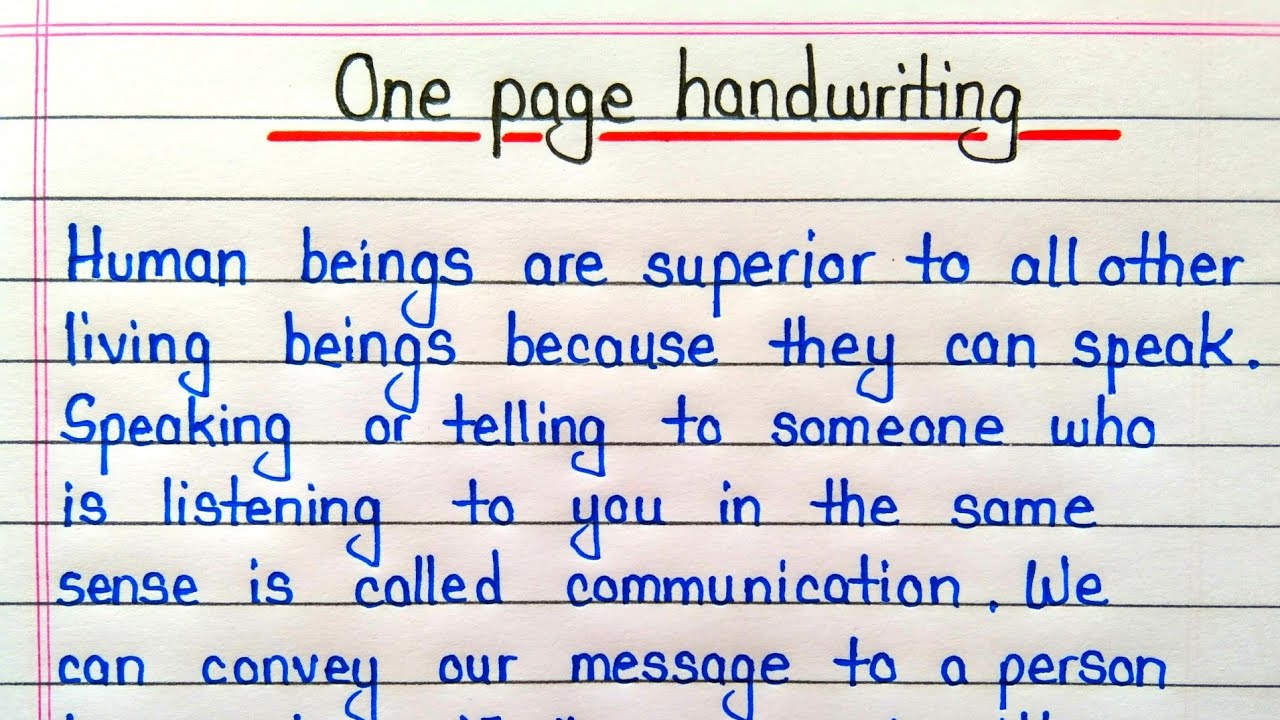 One page handwriting
Human beings are superior to all other
living beings because they can speak.
Speaking or telling to someone who
is listening to you in the same
sense is called communication. We
can convey our message to a person